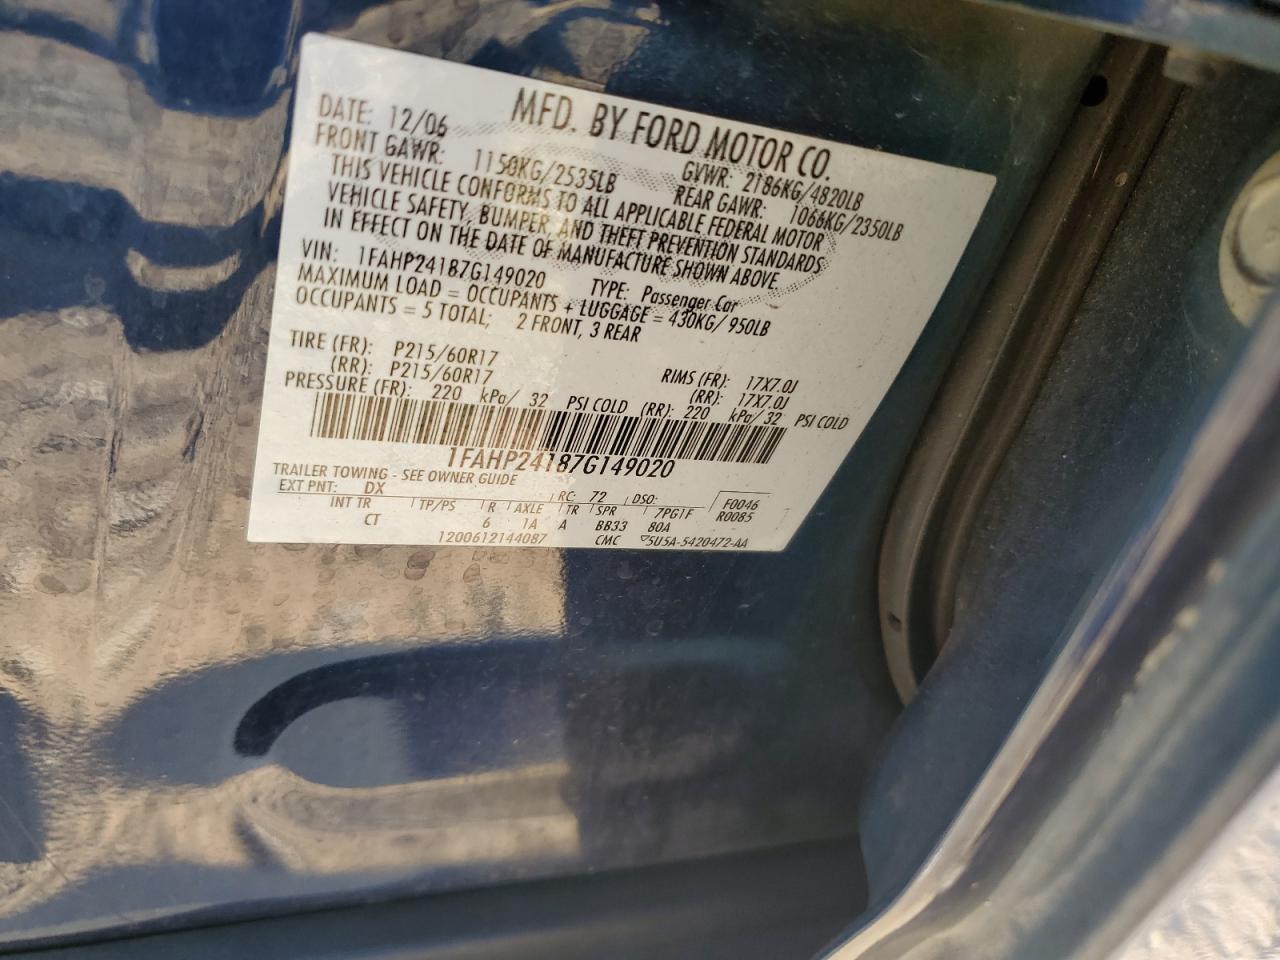 MFD. BY FORD MOTOR CO.
DATE: 12/06 GVWR: 2186KG/4820LB
FRONT GAWR: 1150KG/2535LB REAR GAWR: 1066KG/2350LB
THIS VEHICLE CONFORMS TO ALL APPLICABLE FEDERAL MOTOR
VEHICLE SAFETY, BUMPER, AND THEFT PREVENTION STANDARDS
IN EFFECT ON THE DATE OF MANUFACTURE SHOWN ABOVE.
VIN: 1FAHP24187G149020 TYPE: Passenger Car
MAXIMUM LOAD = OCCUPANTS + LUGGAGE = 430KG/950LB
OCCUPANTS = 5 TOTAL; 2 FRONT, 3 REAR
TIRE (FR): P215/60R17 RIMS (FR): 17X7.0J
(RR): P215/60R17 (RR): 17X7.0J
PRESSURE (FR): 220 kPa/ 32 PSI COLD (RR): 220 kPa/ 32 PSI COLD
1FAHP24187G149020
TRAILER TOWING - SEE OWNER GUIDE
EXT PNT: DX RC: 72 DSO: F0046
INT TR TP/PS R AXLE TR SPR 7PG1F R0085
CT 6 1A A BB33 80A
1200612144087 CMC 5U5A-5420472-AA